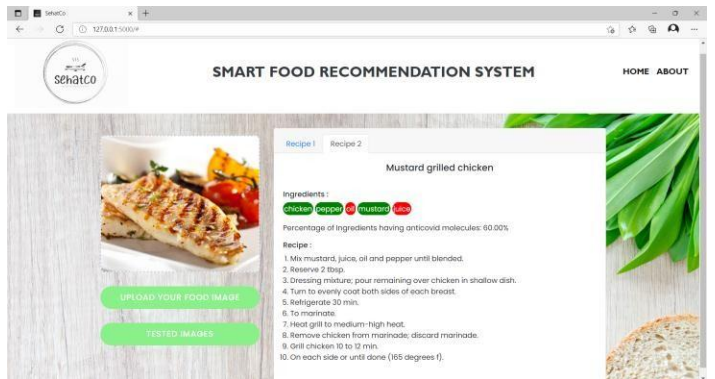 SehatCo
127.0.0.1:5000/#
SehatCo
SMART FOOD RECOMMENDATION SYSTEM
HOME ABOUT
Recipe 1 Recipe 2
Mustard grilled chicken
Ingredients :
chicken pepper oil mustard juice
Percentage of Ingredients having anticovid molecules: 60.00%
Recipe :
1. Mix mustard, juice, oil and pepper until blended.
2. Reserve 2 tbsp.
3. Dressing mixture; pour remaining over chicken in shallow dish.
4. Turn to evenly coat both sides of each breast.
5. Refrigerate 30 min.
6. To marinate.
7. Heat grill to medium-high heat.
8. Remove chicken from marinade; discard marinade.
9. Grill chicken 10 to 12 min.
10. On each side or until done (165 degrees f).
UPLOAD YOUR FOOD IMAGE
TESTED IMAGES